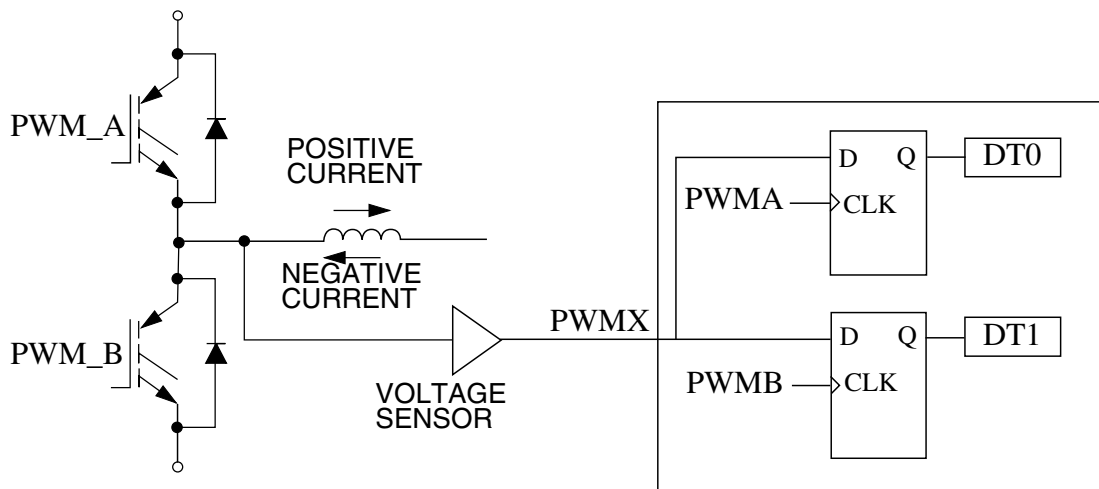 PWM_A
POSITIVE
CURRENT
NEGATIVE
CURRENT
PWM_B
VOLTAGE
SENSOR
PWMX
D Q
DT0
PWMA
CLK
D Q
DT1
PWMB
CLK